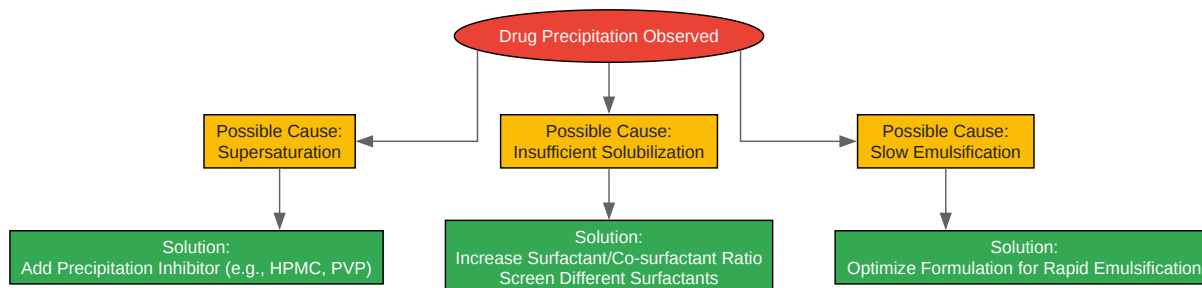 Drug Precipitation Observed
Possible Cause:
Supersaturation
Possible Cause:
Insufficient Solubilization
Possible Cause:
Slow Emulsification
Solution:
Add Precipitation Inhibitor (e.g., HPMC, PVP)
Solution:
Increase Surfactant/Co-surfactant Ratio
Screen Different Surfactants
Solution:
Optimize Formulation for Rapid Emulsification